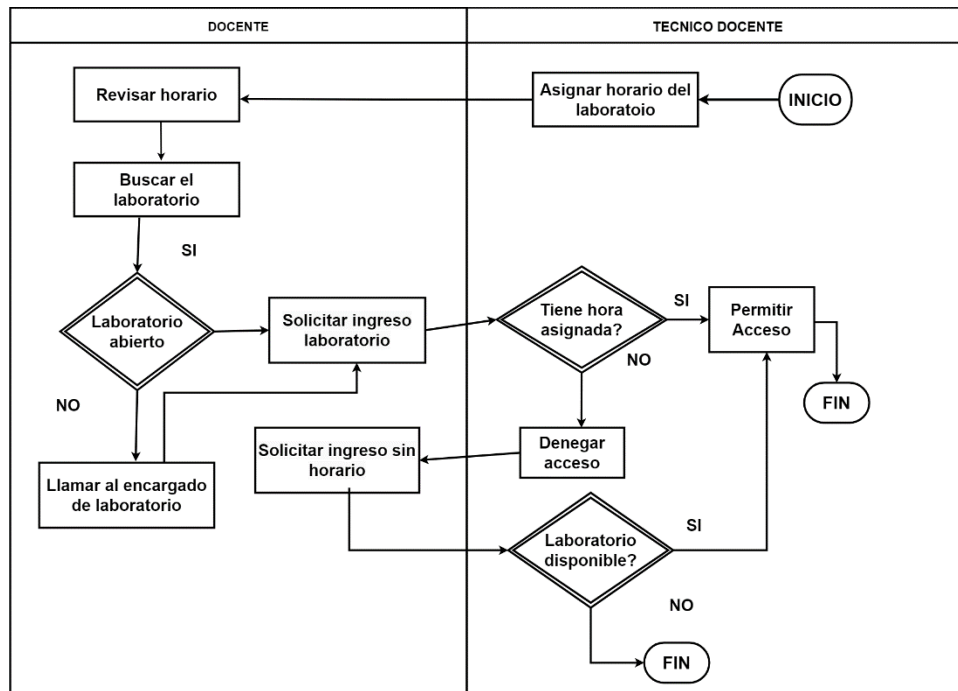 DOCENTE
TECNICO DOCENTE
Revisar horario
Asignar horario del
laboratoio
INICIO
Buscar el
laboratorio
SI
Laboratorio
abierto
Solicitar ingreso
laboratorio
Tiene hora
asignada?
SI
Permitir
Acceso
NO
NO
FIN
Llamar al encargado
de laboratorio
Solicitar ingreso sin
horario
Denegar
acceso
Laboratorio
disponible?
SI
NO
FIN